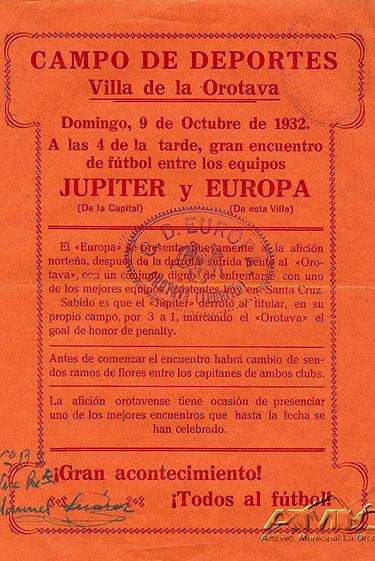 CAMPO DE DEPORTES
Villa de la Orotava
Domingo, 9 de Octubre de 1932.
A las 4 de la tarde, gran encuentro
de fútbol entre los equipos
JUPITER y EUROPA
(De la Capital) (De esta Villa)
El «Europa» se presenta nuevamente a la afición
norteña, después de la derrota sufrida frente al «Oro-
tava», con un conjunto digno de enfrentarse con uno
de los mejores equipos existentes hoy en Santa Cruz.
Sabido es que el «Jupiter» derrotó al titular, en su
propio campo, por 3 a 1, marcando el «Orotava» el
goal de honor de penalty.
C. D. EUROPA
Orotava (Tenerife)
Antes de comenzar el encuentro habrá cambio de sen-
dos ramos de flores entre los capitanes de ambos clubs.
La afición orotavense tiene ocasión de presenciar
uno de los mejores encuentros que hasta la fecha se
han celebrado.
¡Gran acontecimiento!
¡Todos al fútbol!
Manuel Suárez
AMLO
Archivo Municipal La Orotava